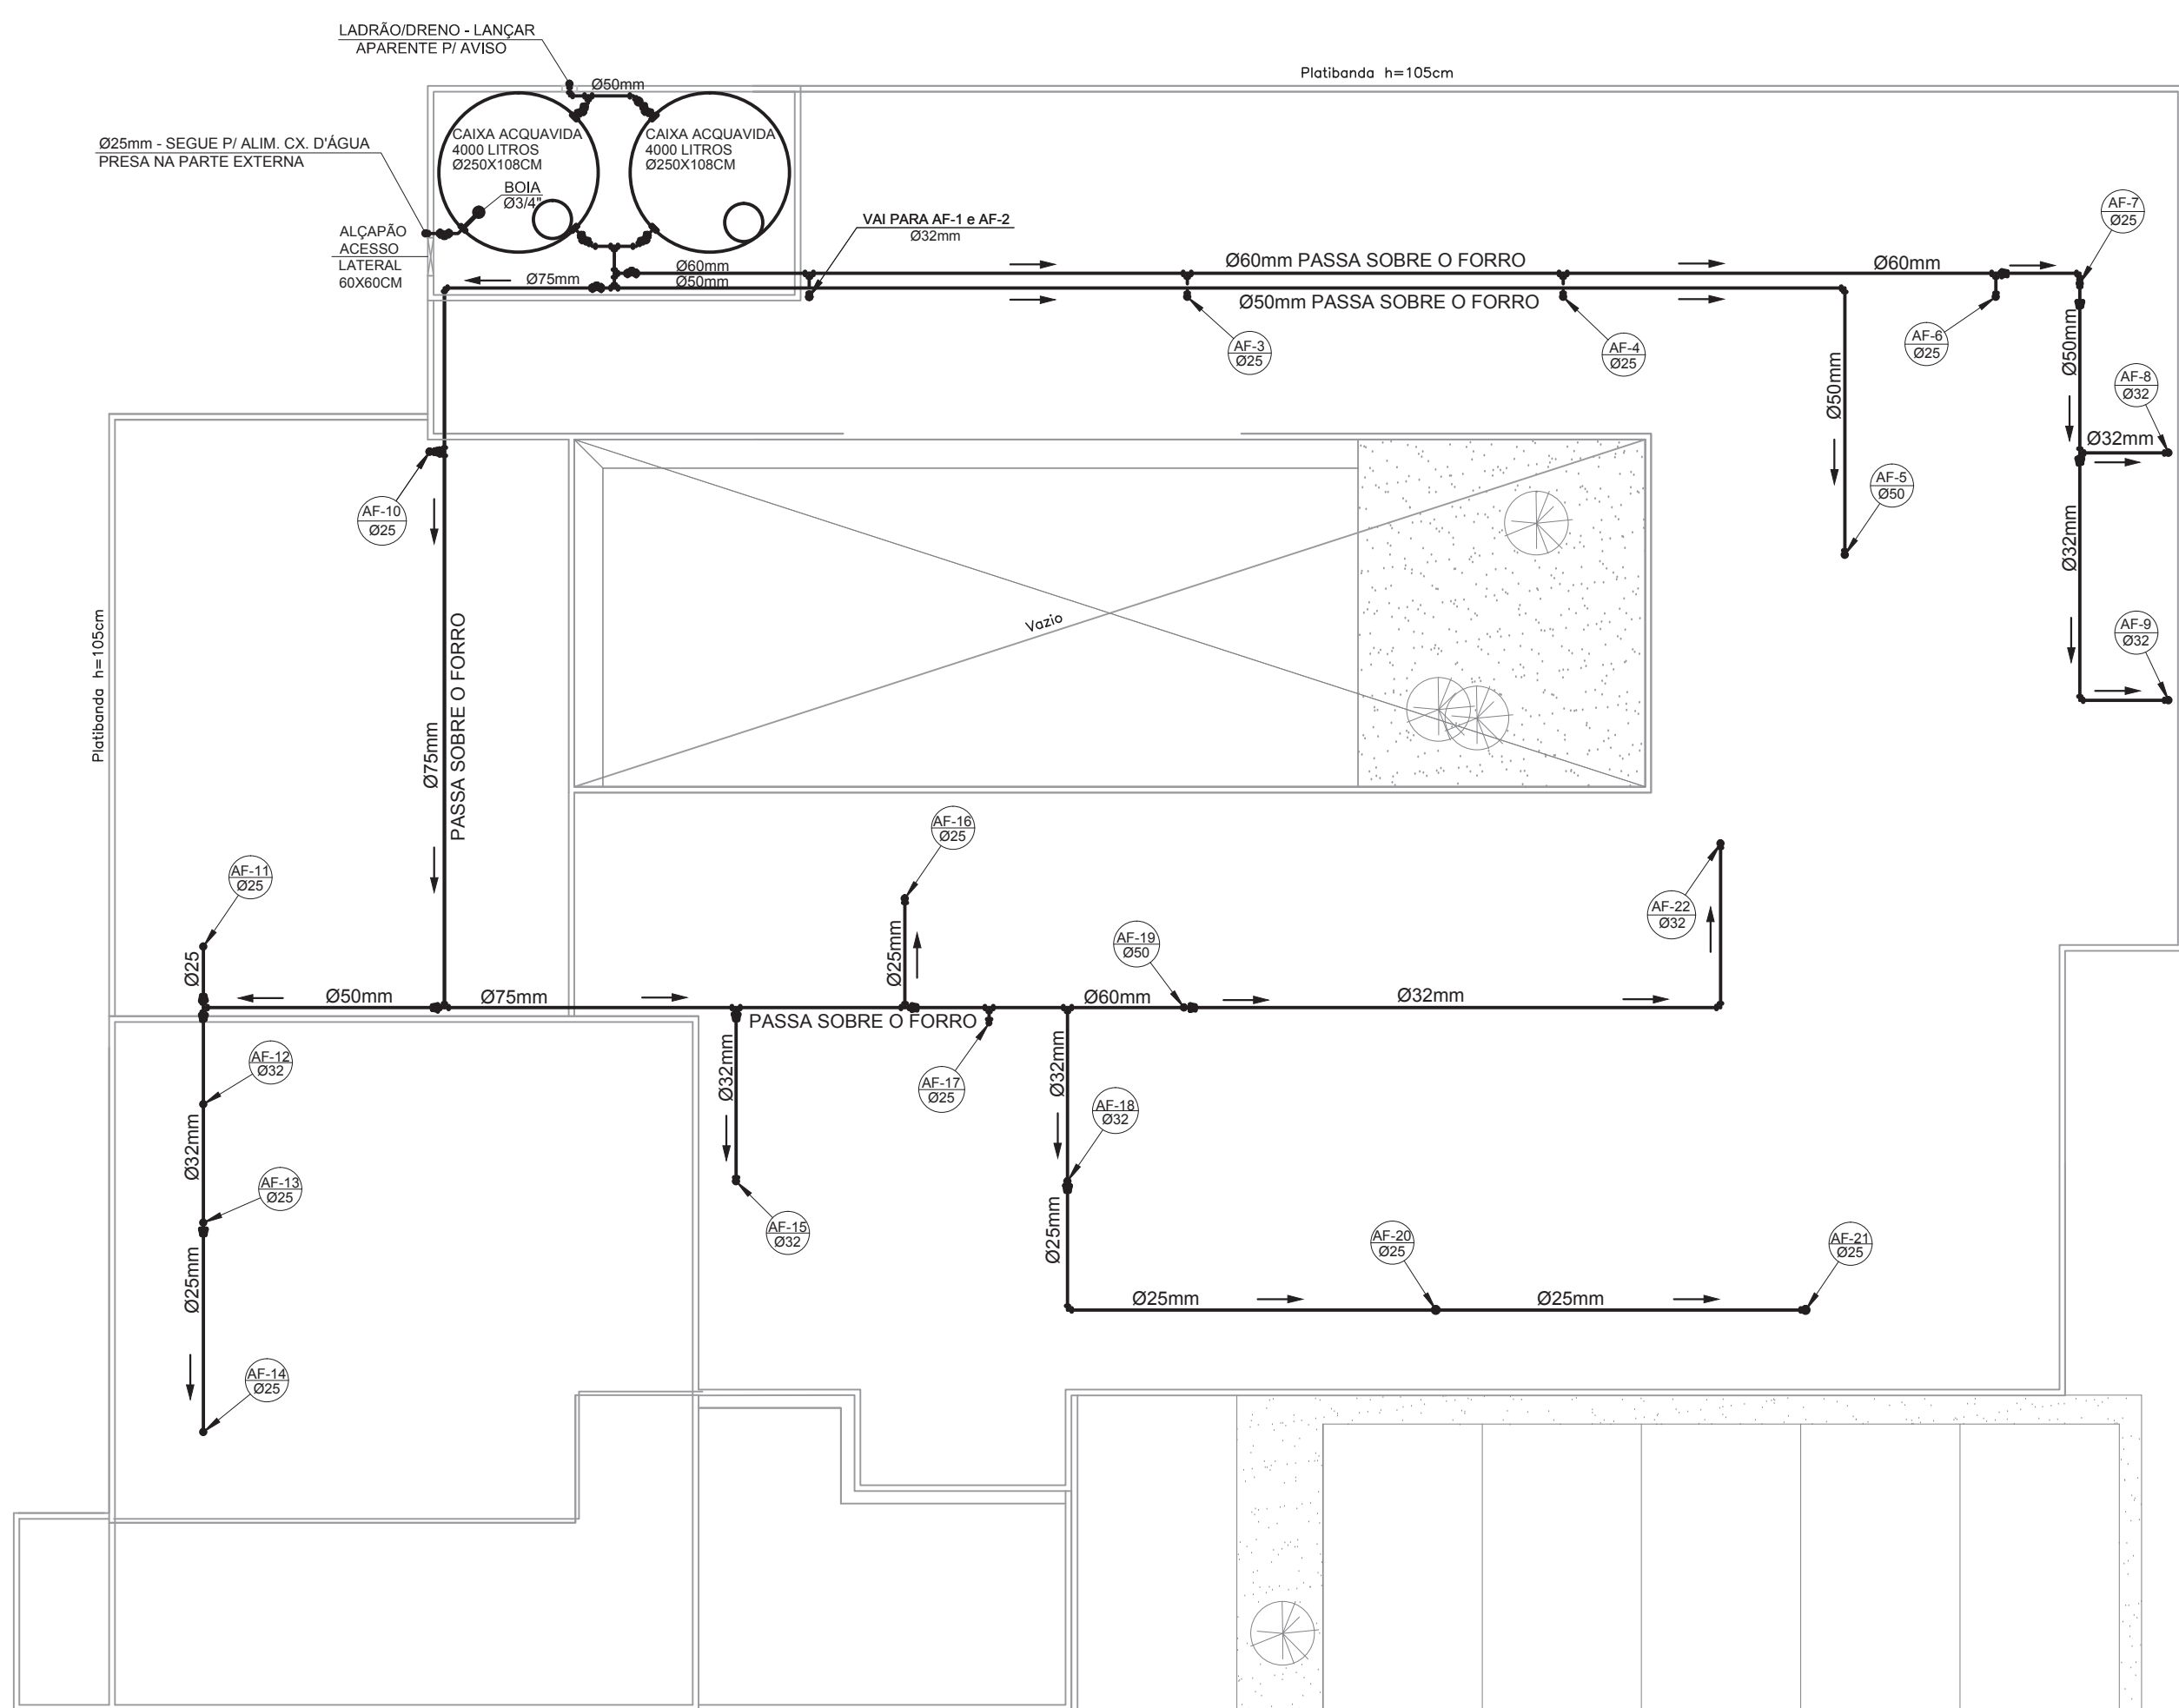 LADRÃO/DRENO - LANÇAR
APARENTE P/ AVISO
Ø50mm
Platibanda h=105cm
Ø25mm - SEGUE P/ ALIM. CX. D'ÁGUA
PRESA NA PARTE EXTERNA
CAIXA ACQUAVIDA
4000 LITROS
Ø250X108CM
CAIXA ACQUAVIDA
4000 LITROS
Ø250X108CM
BOIA
Ø3/4"
ALÇAPÃO
ACESSO
LATERAL
60X60CM
VAI PARA AF-1 e AF-2
Ø32mm
Ø75mm
Ø60mm
Ø50mm
Ø60mm PASSA SOBRE O FORRO
Ø50mm PASSA SOBRE O FORRO
Ø60mm
AF-7
Ø25
AF-3
Ø25
AF-4
Ø25
AF-6
Ø25
Ø50mm
Ø50mm
AF-8
Ø32
Ø32mm
AF-5
Ø50
AF-10
Ø25
Ø32mm
AF-9
Ø32
Vazio
Platibanda h=105cm
Ø75mm
PASSA SOBRE O FORRO
AF-16
Ø25
AF-11
Ø25
AF-22
Ø32
AF-19
Ø50
Ø25
Ø25mm
Ø50mm
Ø75mm
Ø60mm
Ø32mm
PASSA SOBRE O FORRO
AF-12
Ø32
Ø32mm
Ø32mm
AF-17
Ø25
AF-18
Ø32
Ø32mm
AF-13
Ø25
AF-15
Ø32
Ø25mm
AF-20
Ø25
AF-21
Ø25
Ø25mm
Ø25mm
Ø25mm
AF-14
Ø25